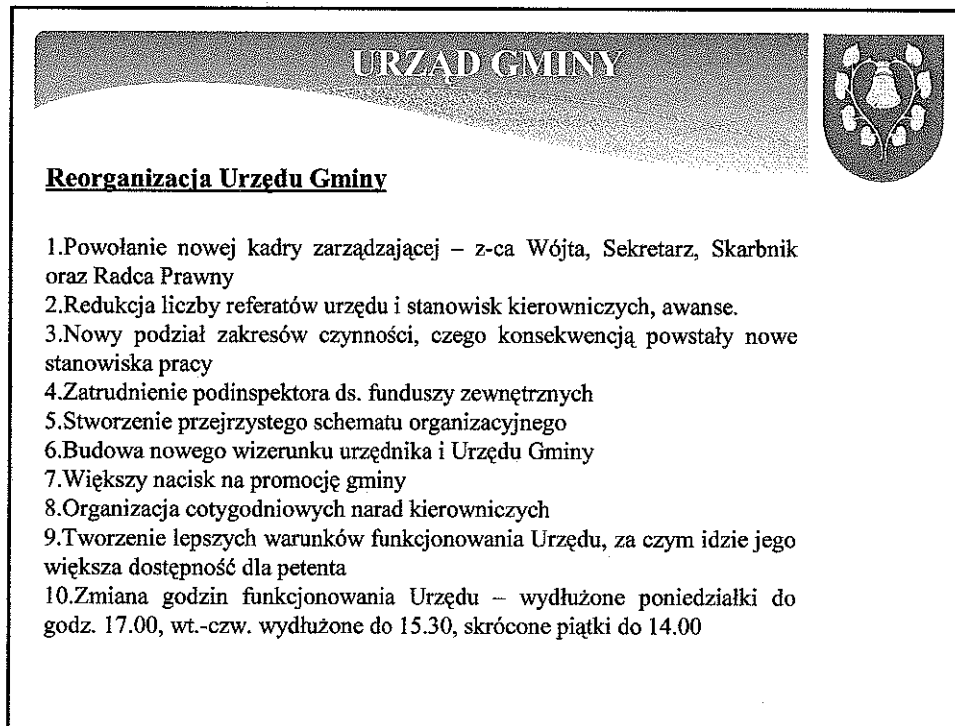 URZĄD GMINY
Reorganizacja Urzędu Gminy
1.Powołanie nowej kadry zarządzającej – z-ca Wójta, Sekretarz, Skarbnik
oraz Radca Prawny
2.Redukcja liczby referatów urzędu i stanowisk kierowniczych, awanse.
3.Nowy podział zakresów czynności, czego konsekwencją powstały nowe
stanowiska pracy
4.Zatrudnienie podinspektora ds. funduszy zewnętrznych
5.Stworzenie przejrzystego schematu organizacyjnego
6.Budowa nowego wizerunku urzędnika i Urzędu Gminy
7.Większy nacisk na promocję gminy
8.Organizacja cotygodniowych narad kierowniczych
9.Tworzenie lepszych warunków funkcjonowania Urzędu, za czym idzie jego
większa dostępność dla petenta
10.Zmiana godzin funkcjonowania Urzędu – wydłużone poniedziałki do
godz. 17.00, wt.-czw. wydłużone do 15.30, skrócone piątki do 14.00